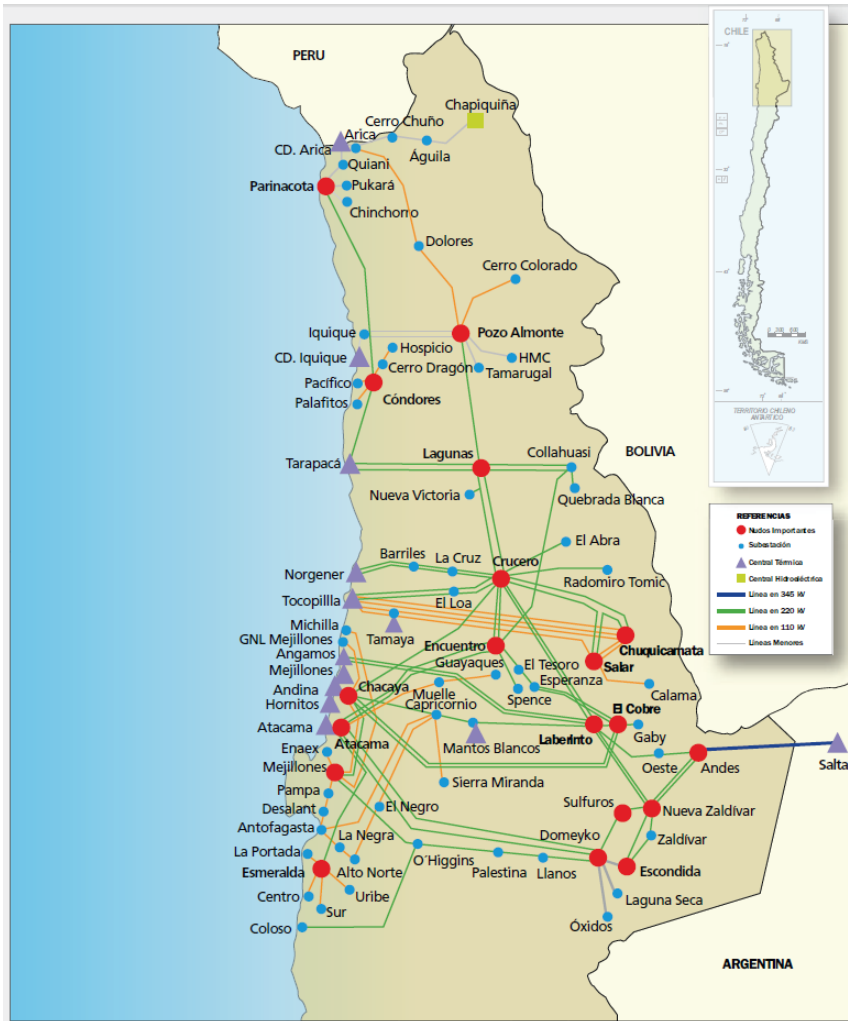 PERU
CHILE
Chapiquiña
Cerro Chuño
Arica
CD. Arica
Águila
Quiani
Parinacota
Pukará
Chinchorro
Dolores
Cerro Colorado
Iquique
Pozo Almonte
Hospicio
HMC
CD. Iquique
Cerro Dragón
Tamarugal
Pacífico
Cóndores
Palafitos
TERRITORIO CHILENO
ANTARTICO
Lagunas
Collahuasi
BOLIVIA
Tarapacá
Nueva Victoria
Quebrada Blanca
REFERENCIAS
Nudos Importantes
Subestación
Central Térmica
Central Hidroeléctrica
Línea en 345 kV
Línea en 220 kV
Línea en 110 kV
Líneas Menores
El Abra
Barriles
La Cruz
Crucero
Norgener
Radomiro Tomic
El Loa
Tocopillla
Michilla
Tamaya
Chuquicamata
GNL Mejillones
Encuentro
Salar
Angamos
Guayaques
El Tesoro
Mejillones
Esperanza
Calama
Andina
Chacaya
Muelle
Spence
El Cobre
Hornitos
Capricornio
Gaby
Atacama
Atacama
Mantos Blancos
Laberinto
Enaex
Oeste
Andes
Salta
Mejillones
Sierra Miranda
Pampa
Sulfuros
Nueva Zaldívar
Desalant
El Negro
Antofagasta
La Negra
Domeyko
Zaldívar
La Portada
O´Higgins
Esmeralda
Alto Norte
Palestina
Llanos
Escondida
Centro
Uribe
Laguna Seca
Sur
Coloso
Óxidos
ARGENTINA